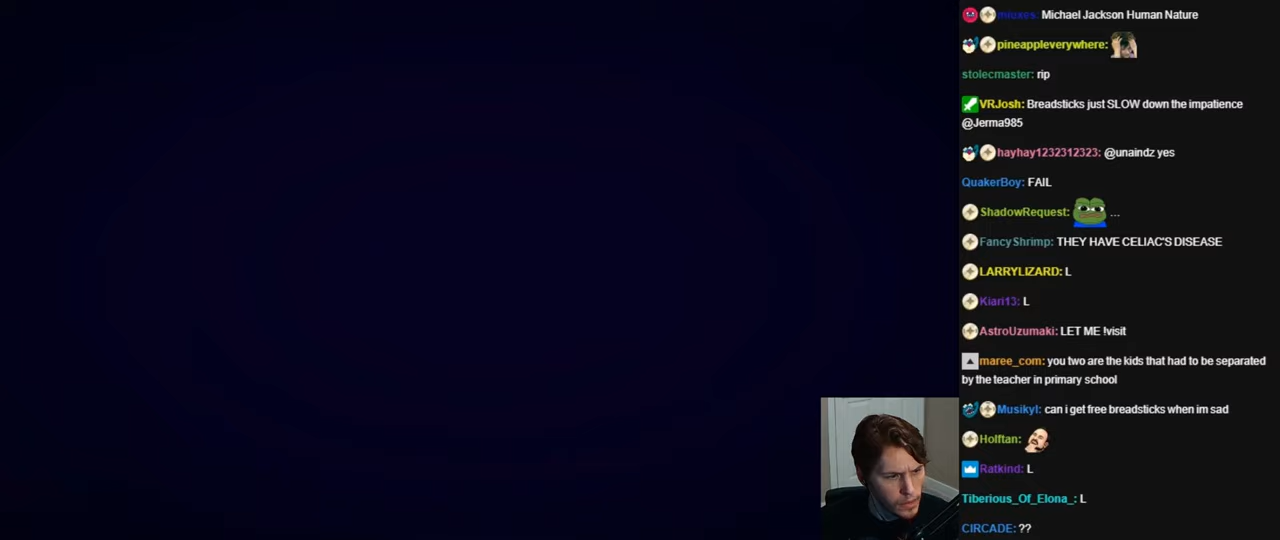 miuxes: Michael Jackson Human Nature
pineappleverywhere:
stolecmaster: rip
VRJosh: Breadsticks just SLOW down the impatience
@Jerma985
hayhay1232312323: @unaindz yes
QuakerBoy: FAIL
ShadowRequest: ...
FancyShrimp: THEY HAVE CELIAC'S DISEASE
LARRYLIZARD: L
Kiari13: L
AstroUzumaki: LET ME !visit
maree_com: you two are the kids that had to be separated
by the teacher in primary school
Musikyl: can i get free breadsticks when im sad
Holftan:
Ratkind: L
Tiberious_Of_Elona_: L
CIRCADE: ??